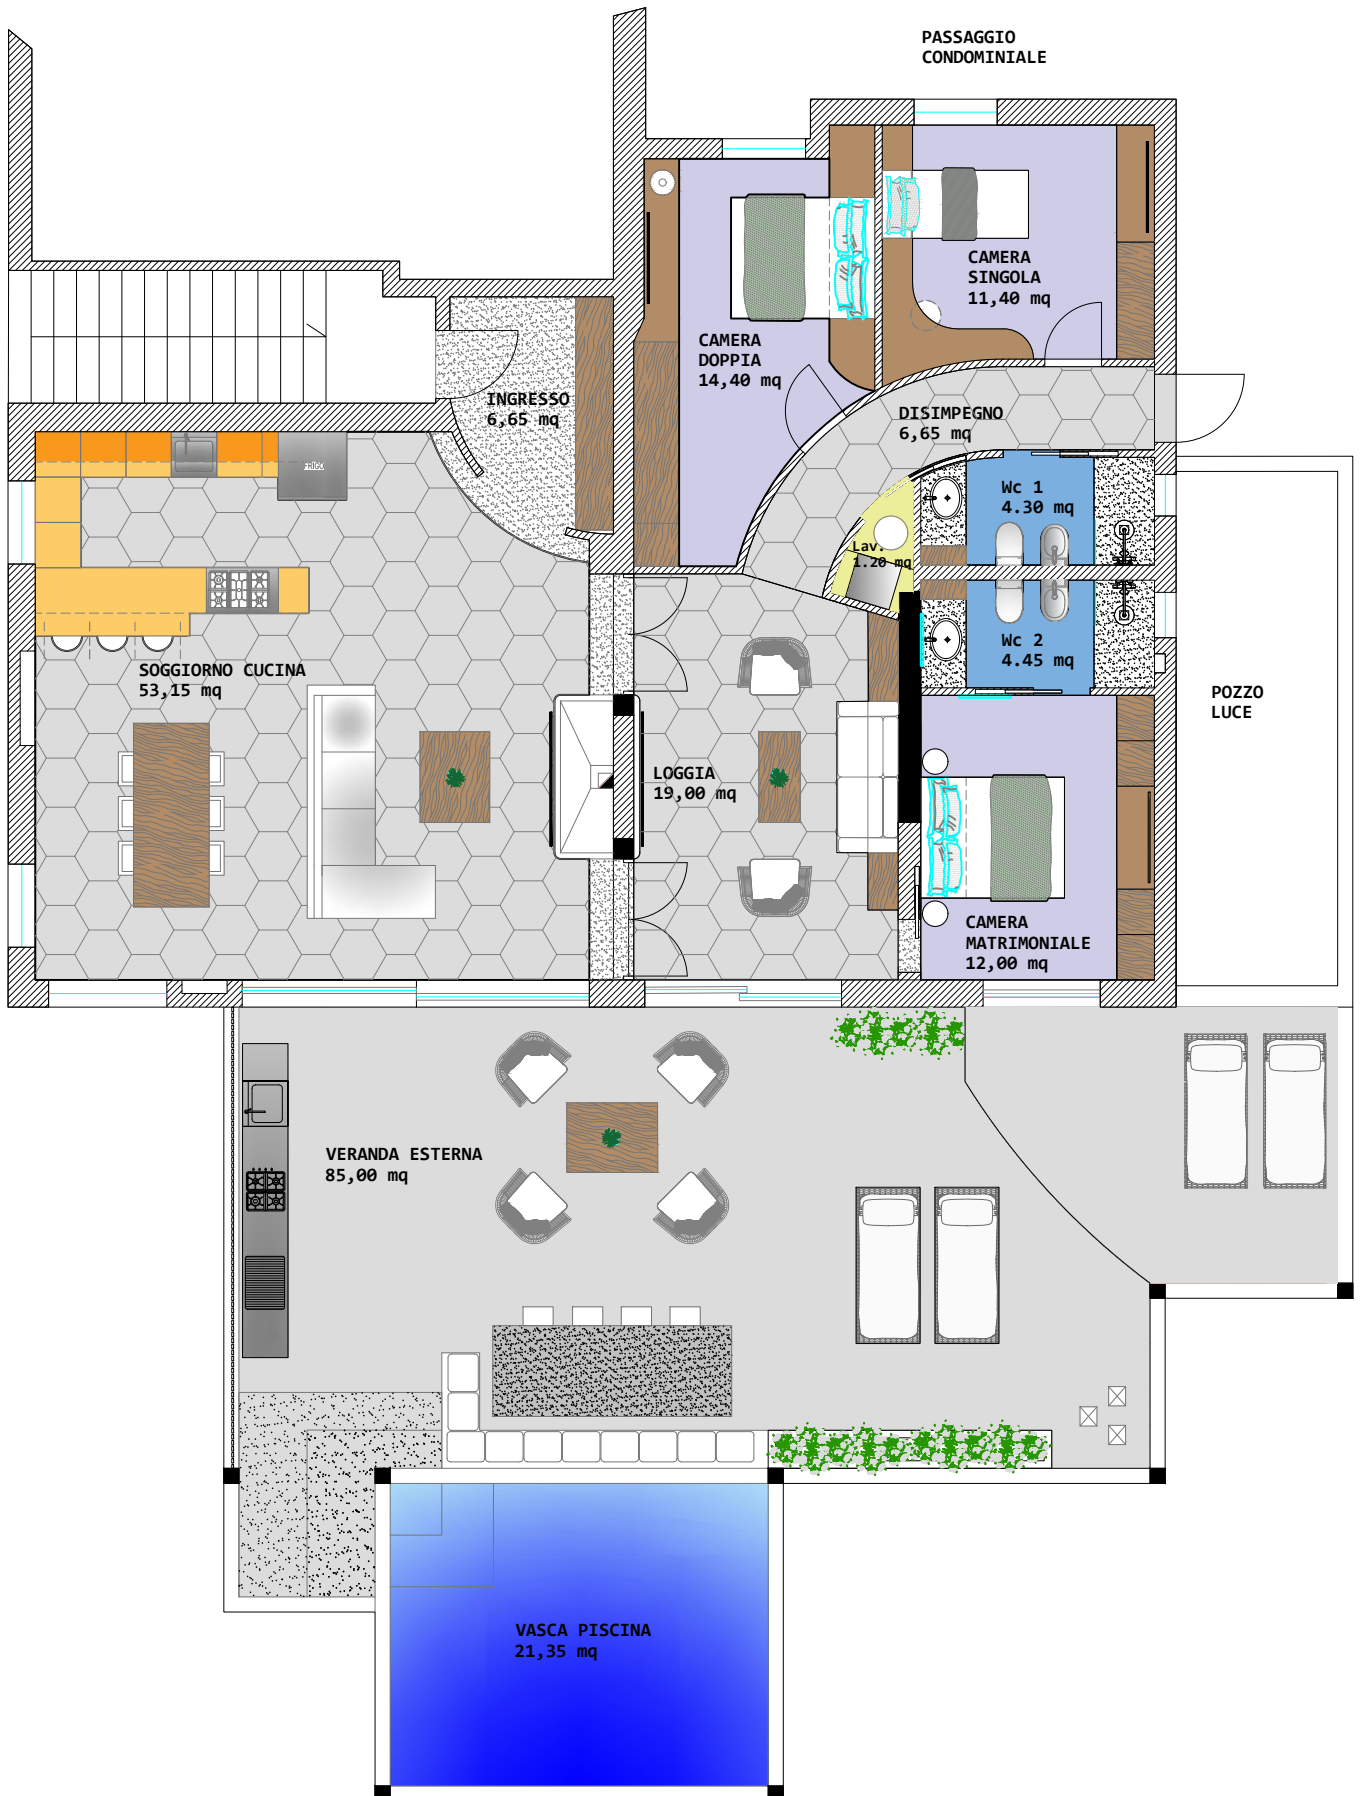 PASSAGGIO
CONDOMINIALE
CAMERA
SINGOLA
11,40 mq
CAMERA
DOPPIA
14,40 mq
INGRESSO
6,65 mq
DISIMPEGNO
6,65 mq
FRIGO
Wc 1
4.30 mq
Lav.
1.20 mq
Wc 2
4.45 mq
SOGGIORNO CUCINA
53,15 mq
POZZO
LUCE
LOGGIA
19,00 mq
CAMERA
MATRIMONIALE
12,00 mq
VERANDA ESTERNA
85,00 mq
VASCA PISCINA
21,35 mq